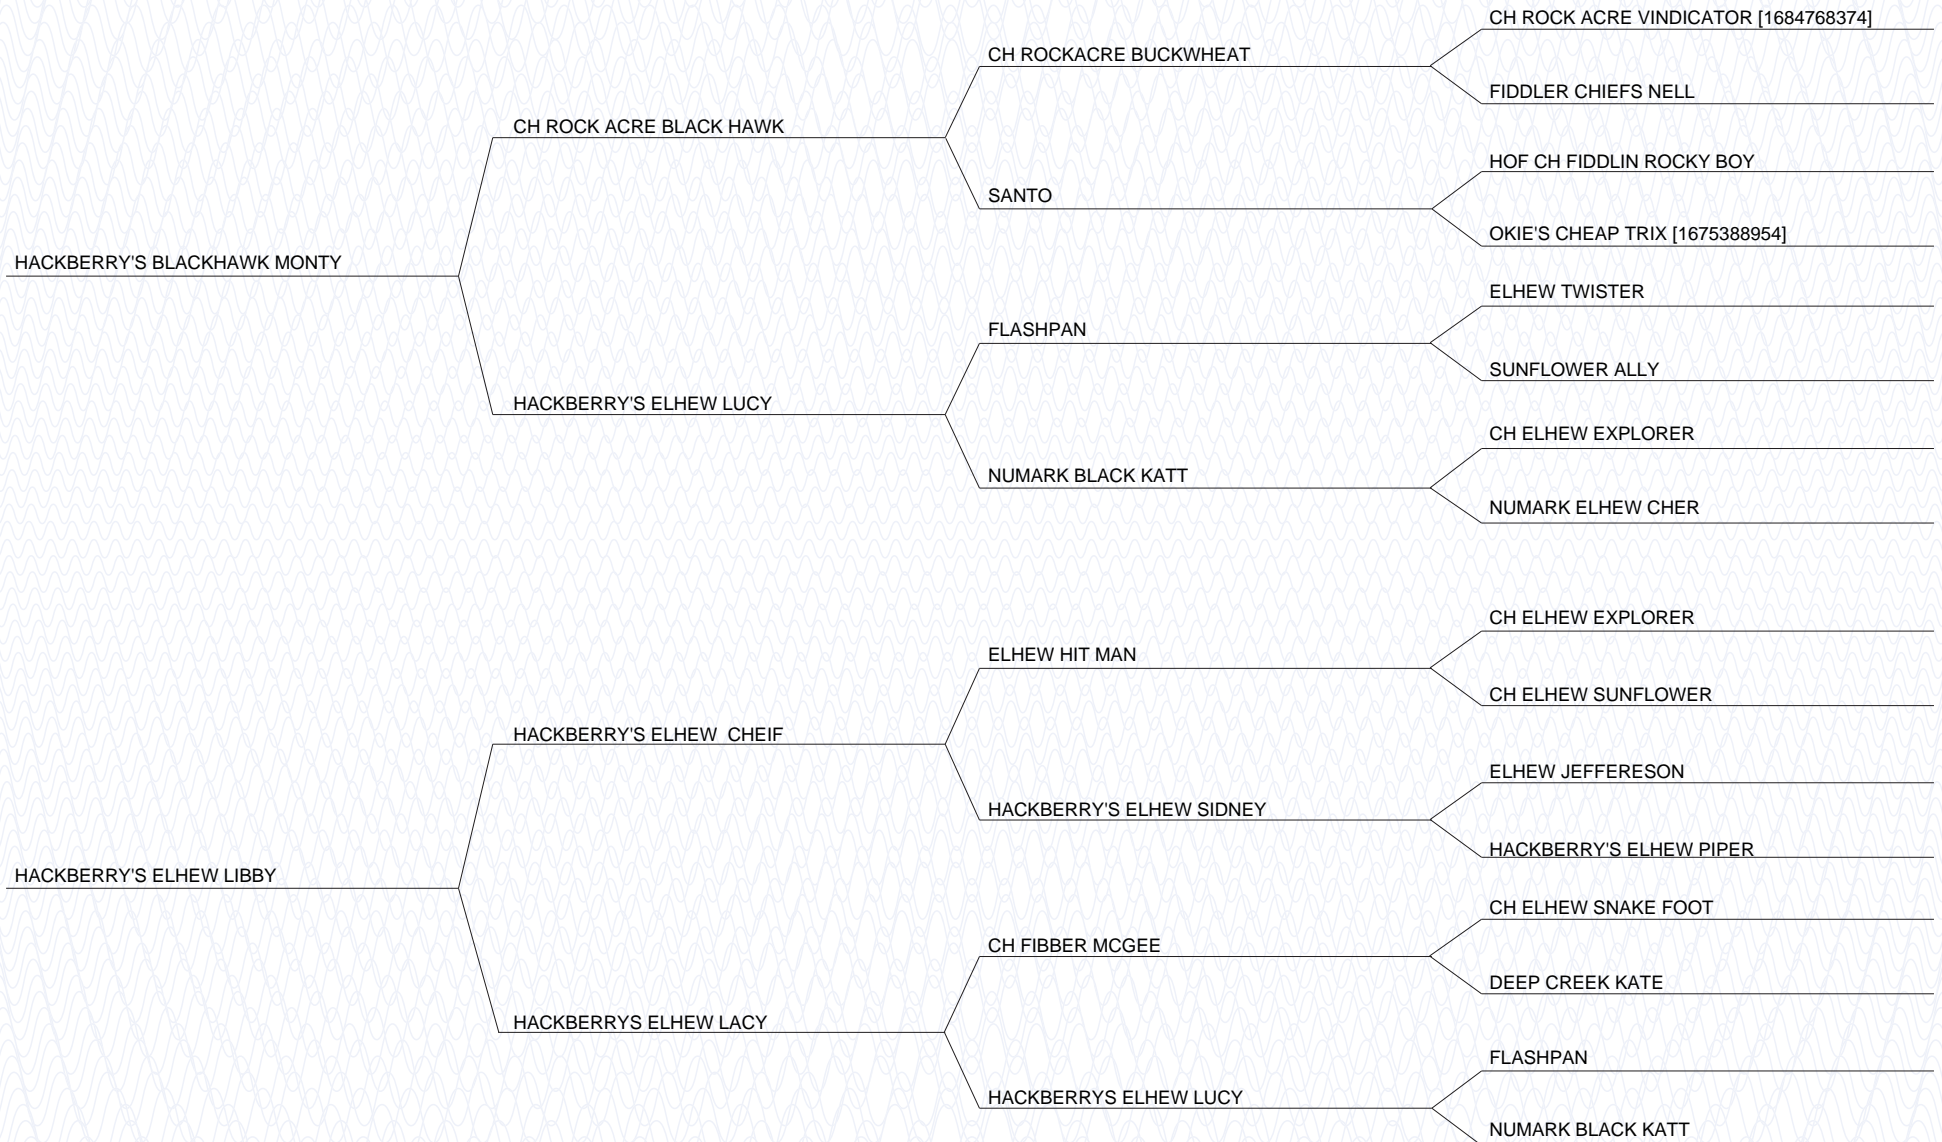 CH ROCK ACRE VINDICATOR [1684768374]
CH ROCKACRE BUCKWHEAT
FIDDLER CHIEFS NELL
CH ROCK ACRE BLACK HAWK
HOF CH FIDDLIN ROCKY BOY
SANTO
OKIE'S CHEAP TRIX [1675388954]
HACKBERRY'S BLACKHAWK MONTY
ELHEW TWISTER
FLASHPAN
SUNFLOWER ALLY
HACKBERRY'S ELHEW LUCY
CH ELHEW EXPLORER
NUMARK BLACK KATT
NUMARK ELHEW CHER
CH ELHEW EXPLORER
ELHEW HIT MAN
CH ELHEW SUNFLOWER
HACKBERRY'S ELHEW  CHEIF
ELHEW JEFFERESON
HACKBERRY'S ELHEW SIDNEY
HACKBERRY'S ELHEW PIPER
HACKBERRY'S ELHEW LIBBY
CH ELHEW SNAKE FOOT
CH FIBBER MCGEE
DEEP CREEK KATE
HACKBERRYS ELHEW LACY
FLASHPAN
HACKBERRYS ELHEW LUCY
NUMARK BLACK KATT